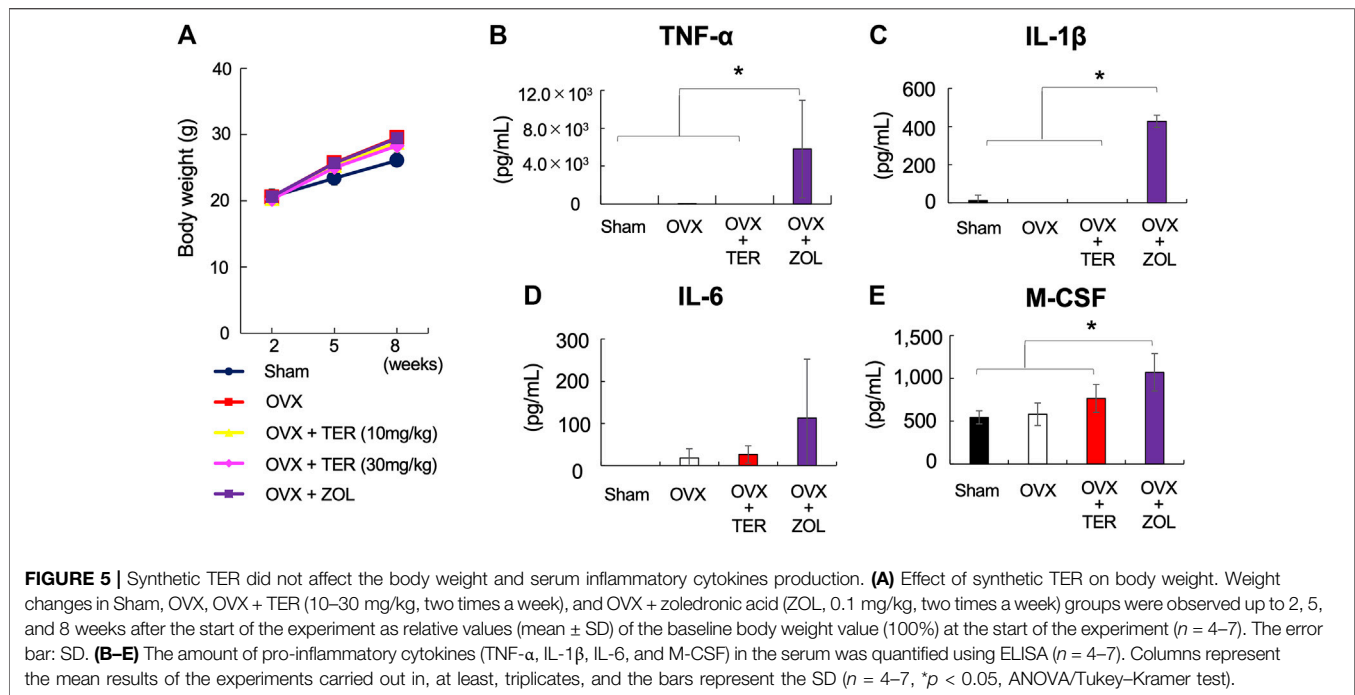 A
Body weight (g)
40
30
20
10
0
2
5
8
(weeks)
Sham
OVX
OVX + TER (10mg/kg)
OVX + TER (30mg/kg)
OVX + ZOL
B
TNF-α
*
(pg/mL)
12.0×10³
8.0×10³
4.0×10³
0
Sham
OVX
OVX
+
TER
OVX
+
ZOL
C
IL-1β
*
(pg/mL)
600
400
200
0
Sham
OVX
OVX
+
TER
OVX
+
ZOL
D
IL-6
(pg/mL)
300
200
100
0
Sham
OVX
OVX
+
TER
OVX
+
ZOL
E
M-CSF
*
(pg/mL)
1,500
1,000
500
0
Sham
OVX
OVX
+
TER
OVX
+
ZOL
FIGURE 5 | Synthetic TER did not affect the body weight and serum inflammatory cytokines production. (A) Effect of synthetic TER on body weight. Weight
changes in Sham, OVX, OVX + TER (10–30 mg/kg, two times a week), and OVX + zoledronic acid (ZOL, 0.1 mg/kg, two times a week) groups were observed up to 2, 5,
and 8 weeks after the start of the experiment as relative values (mean ± SD) of the baseline body weight value (100%) at the start of the experiment (n = 4–7). The error
bar: SD. (B–E) The amount of pro-inflammatory cytokines (TNF-α, IL-1β, IL-6, and M-CSF) in the serum was quantified using ELISA (n = 4–7). Columns represent
the mean results of the experiments carried out in, at least, triplicates, and the bars represent the SD (n = 4–7, *p < 0.05, ANOVA/Tukey–Kramer test).